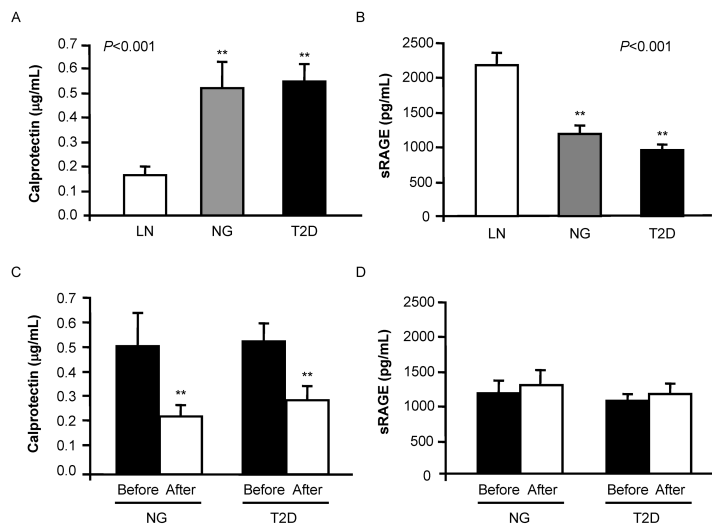 A
Calprotectin (μg/mL)
0.7
0.6
0.5
0.4
0.3
0.2
0.1
0.0
P<0.001
**
**
LN NG T2D
B
sRAGE (pg/mL)
2500
2000
1500
1000
500
0
P<0.001
**
**
LN NG T2D
C
Calprotectin (μg/mL)
0.7
0.6
0.5
0.4
0.3
0.2
0.1
0.0
**
**
Before After Before After
NG T2D
D
sRAGE (pg/mL)
2500
2000
1500
1000
500
0
Before After Before After
NG T2D